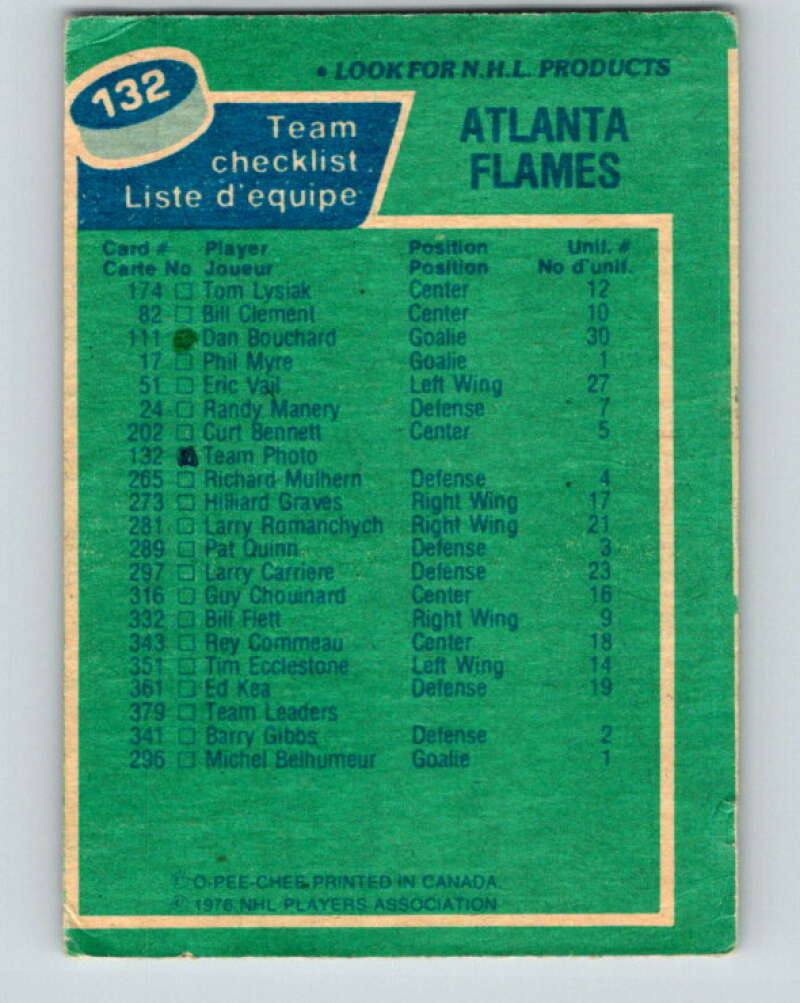 132
• LOOK FOR N.H.L. PRODUCTS
Team checklist
Liste d'équipe
ATLANTA FLAMES
Card # Player Position Unif. #
Carte No Joueur Position No d'unif.
174 □ Tom Lysiak Center 12
82 □ Bill Clement Center 10
111 Dan Bouchard Goalie 30
17 □ Phil Myre Goalie 1
51 □ Eric Vail Left Wing 27
24 □ Randy Manery Defense 7
202 □ Curt Bennett Center 5
132 Team Photo
265 □ Richard Mulhern Defense 4
273 □ Hilliard Graves Right Wing 17
281 □ Larry Romanchych Right Wing 21
289 □ Pat Quinn Defense 3
297 □ Larry Carriere Defense 23
316 □ Guy Chouinard Center 16
332 □ Bill Flett Right Wing 9
343 □ Rey Commeau Center 18
351 □ Tim Ecclestone Left Wing 14
361 □ Ed Kea Defense 19
379 □ Team Leaders
341 □ Barry Gibbs Defense 2
296 □ Michel Belhumeur Goalie 1
© O-PEE-CHEE PRINTED IN CANADA.
© 1976 NHL PLAYERS ASSOCIATION